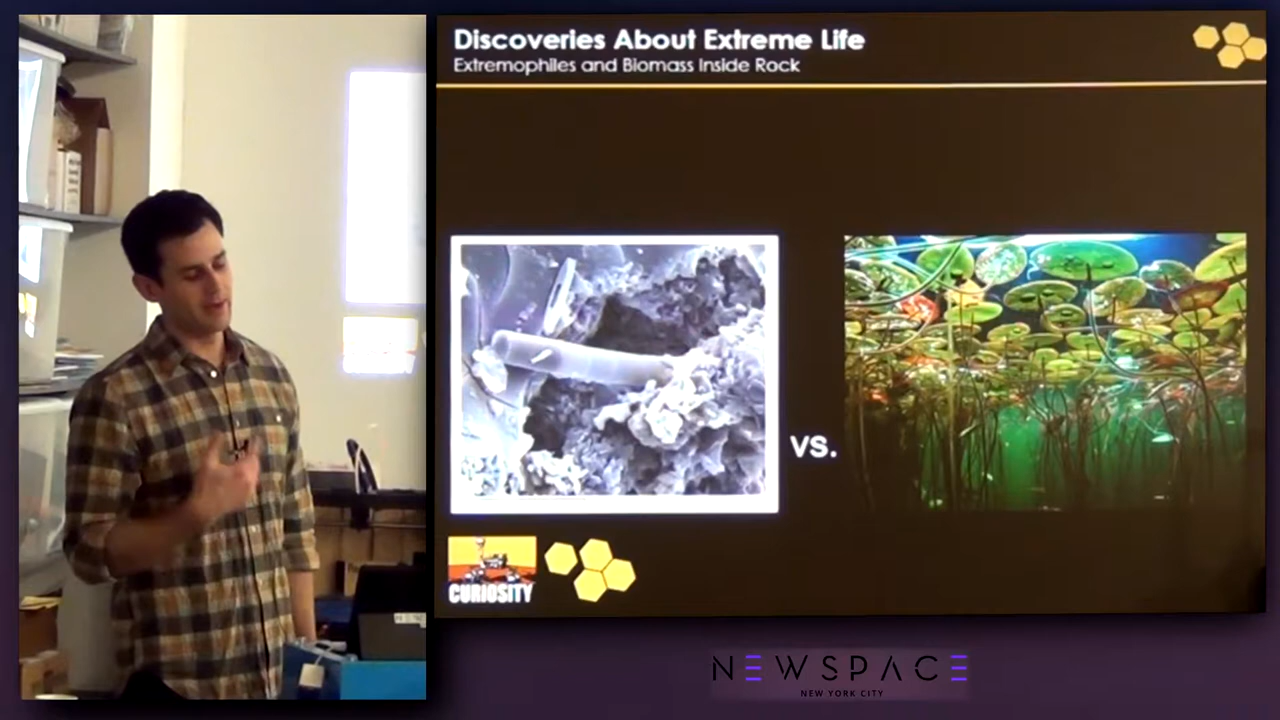 Discoveries About Extreme Life
Extremophiles and Biomass Inside Rock
vs.
CURIOSITY
NEWSPACE
NEW YORK CITY